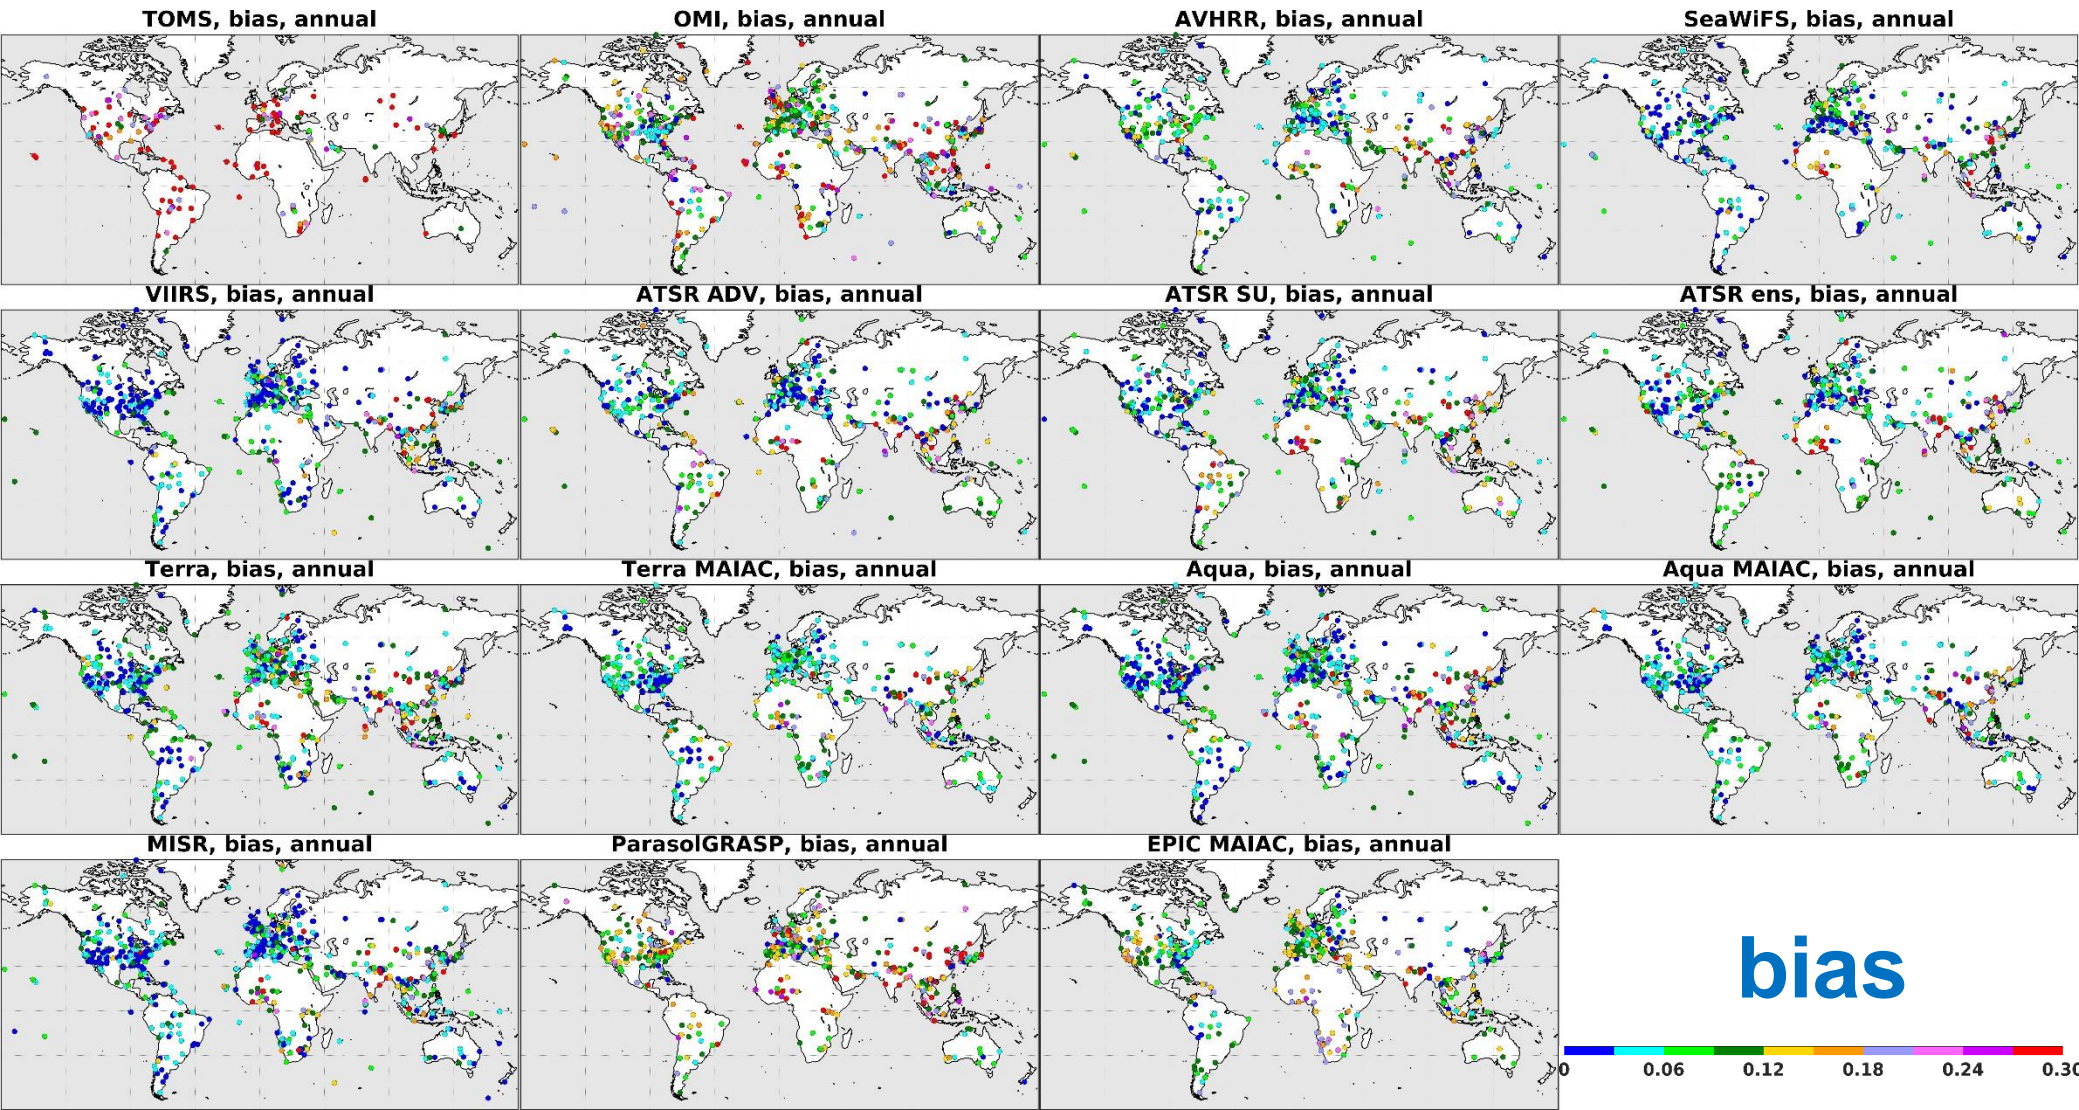 TOMS, bias, annual
OMI, bias, annual
AVHRR, bias, annual
SeaWiFS, bias, annual
VIIRS, bias, annual
ATSR ADV, bias, annual
ATSR SU, bias, annual
ATSR ens, bias, annual
Terra, bias, annual
Terra MAIAC, bias, annual
Aqua, bias, annual
Aqua MAIAC, bias, annual
MISR, bias, annual
ParasolGRASP, bias, annual
EPIC MAIAC, bias, annual
bias
0 0.06 0.12 0.18 0.24 0.30